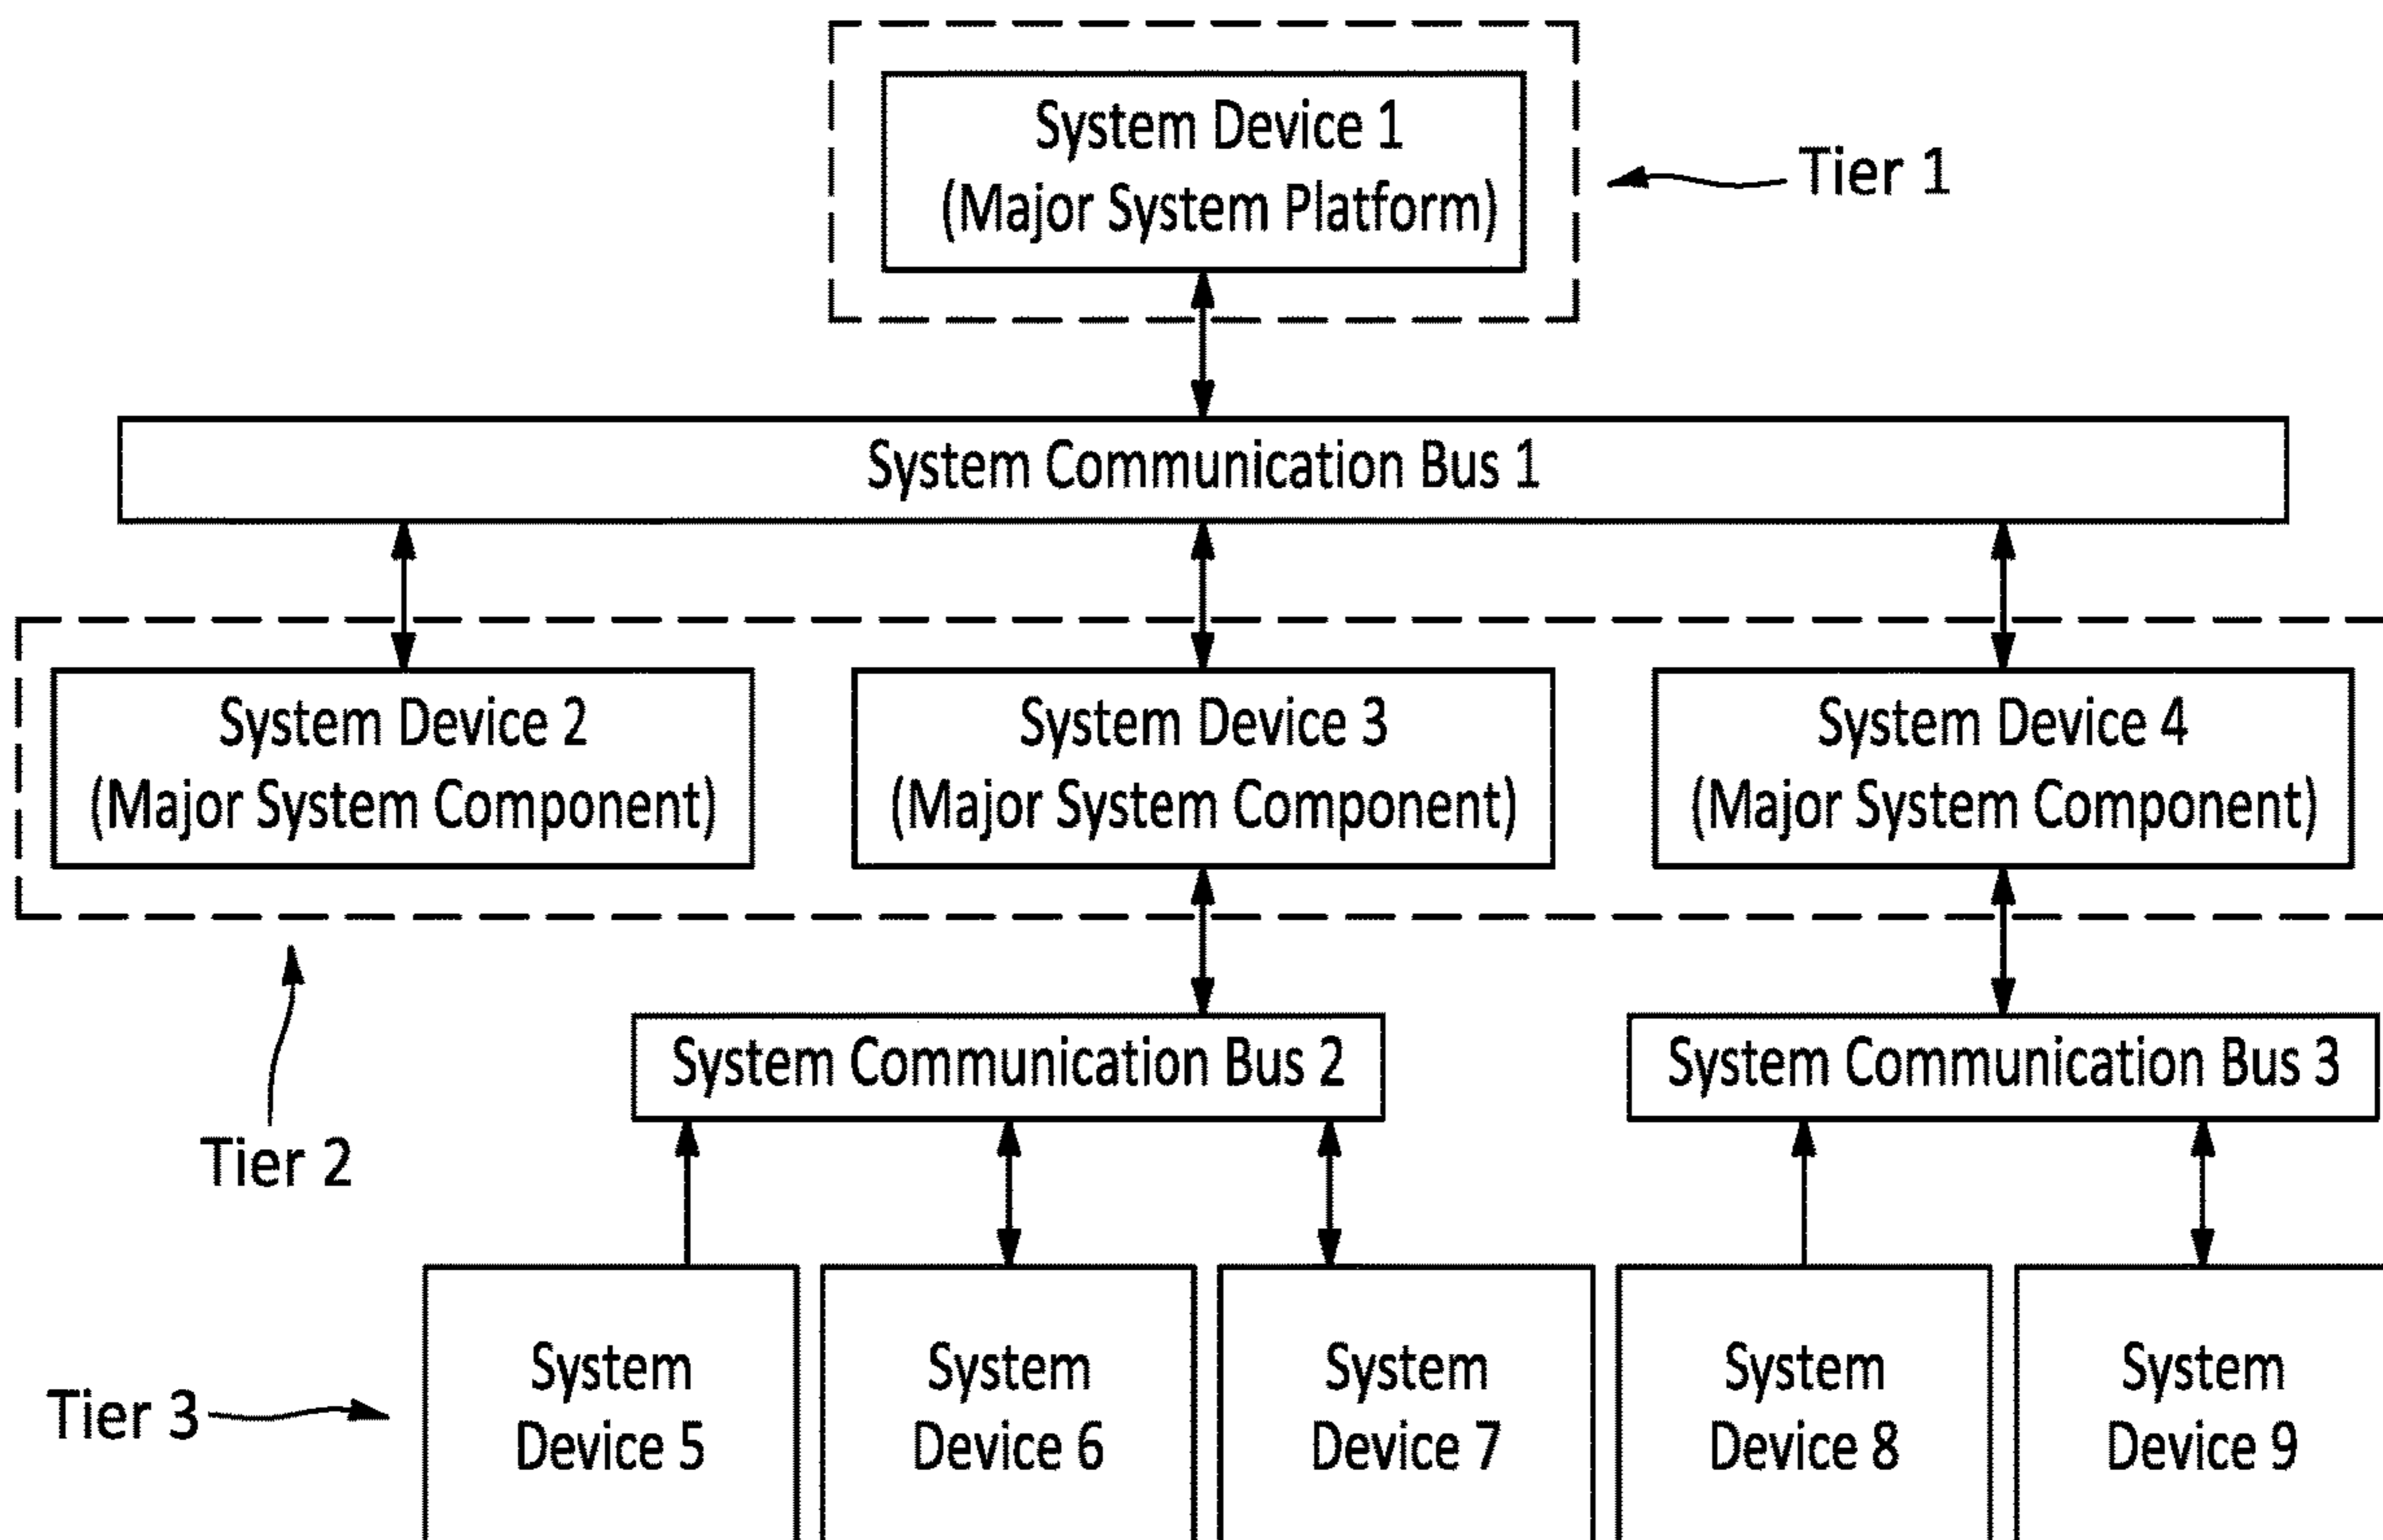 System Device 1
(Major System Platform)
Tier 1
System Communication Bus 1
System Device 2
(Major System Component)
System Device 3
(Major System Component)
System Device 4
(Major System Component)
System Communication Bus 2
System Communication Bus 3
Tier 2
Tier 3
System
Device 5
System
Device 6
System
Device 7
System
Device 8
System
Device 9